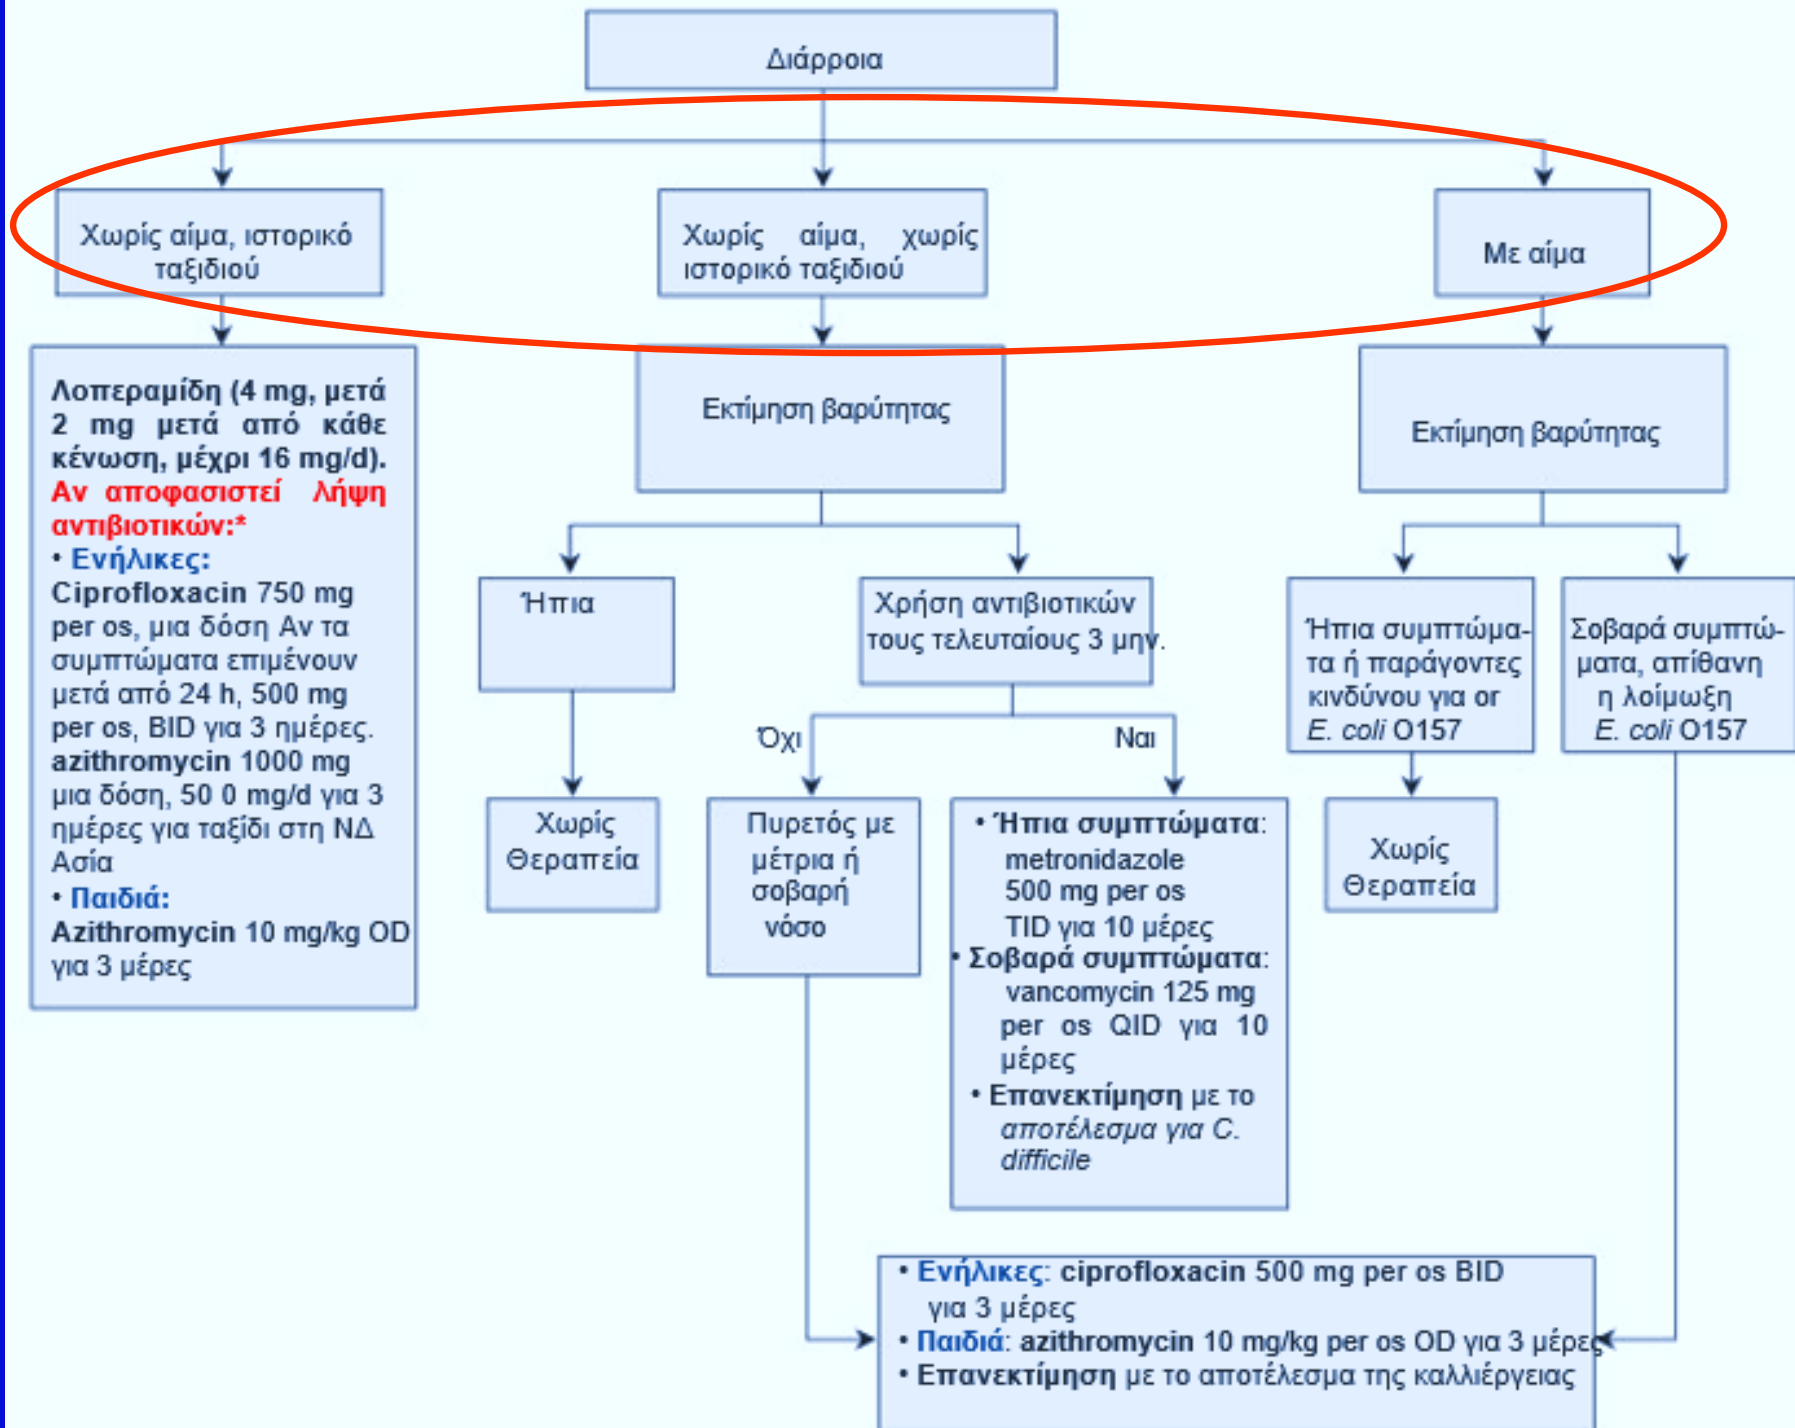 Διάρροια
Χωρίς αίμα, ιστορικό
ταξιδιού
Χωρίς αίμα, χωρίς
ιστορικό ταξιδιού
Με αίμα
Λοπεραμίδη (4 mg, μετά
2 mg μετά από κάθε
κένωση, μέχρι 16 mg/d).
Αν αποφασιστεί λήψη
αντιβιοτικών:*
• Ενήλικες:
Ciprofloxacin 750 mg
per os, μια δόση Αν τα
συμπτώματα επιμένουν
μετά από 24 h, 500 mg
per os, BID για 3 ημέρες.
azithromycin 1000 mg
μια δόση, 50 0 mg/d για 3
ημέρες για ταξίδι στη ΝΔ
Ασία
• Παιδιά:
Azithromycin 10 mg/kg OD
για 3 μέρες
Εκτίμηση βαρύτητας
Εκτίμηση βαρύτητας
Ήπια
Χρήση αντιβιοτικών
τους τελευταίους 3 μην.
Ήπια συμπτώμα-
τα ή παράγοντες
κινδύνου για or
E. coli O157
Σοβαρά συμπτώ-
ματα, απίθανη
η λοίμωξη
E. coli O157
Όχι
Ναι
Χωρίς
Θεραπεία
Πυρετός με
μέτρια ή
σοβαρή
νόσο
• Ήπια συμπτώματα:
metronidazole
500 mg per os
TID για 10 μέρες
• Σοβαρά συμπτώματα:
vancomycin 125 mg
per os QID για 10
μέρες
• Επανεκτίμηση με το
αποτέλεσμα για C.
difficile
Χωρίς
Θεραπεία
• Ενήλικες: ciprofloxacin 500 mg per os BID
για 3 μέρες
• Παιδιά: azithromycin 10 mg/kg per os OD για 3 μέρες
• Επανεκτίμηση με το αποτέλεσμα της καλλιέργειας